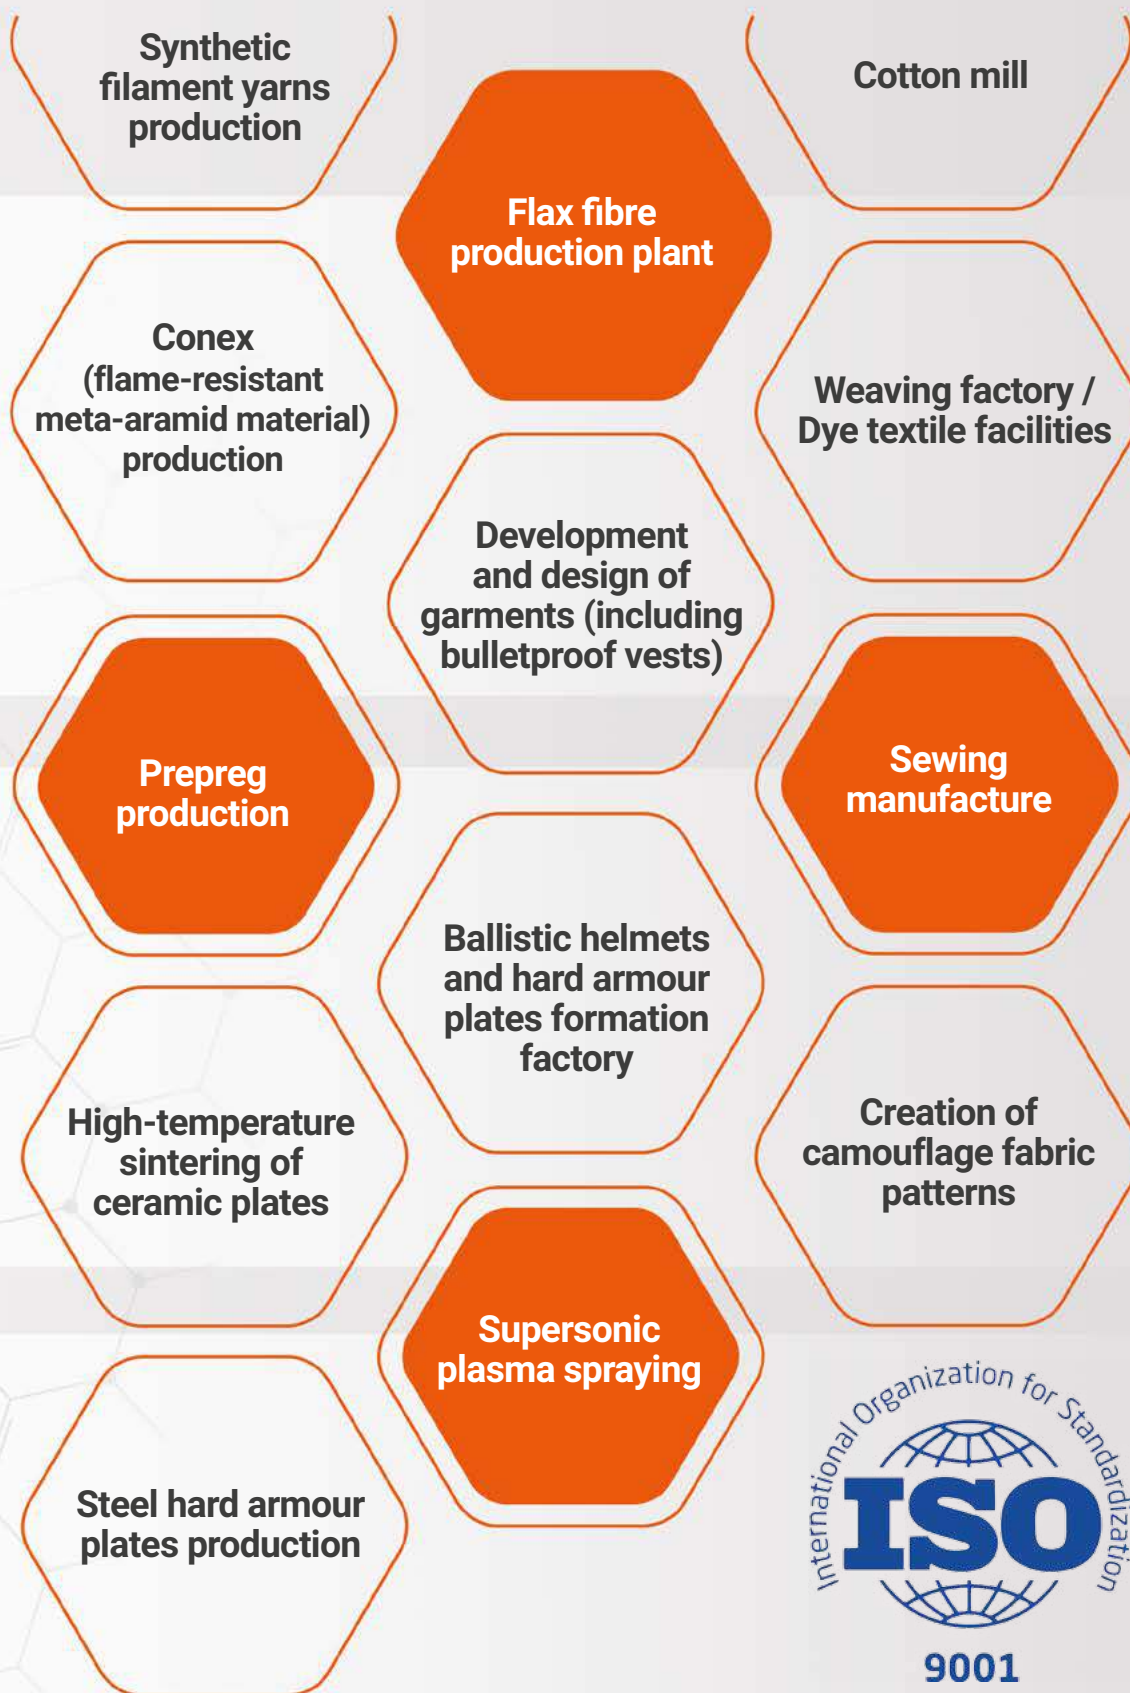 Synthetic
filament yarns
production
Cotton mill
Flax fibre
production plant
Conex
(flame-resistant
meta-aramid material)
production
Weaving factory /
Dye textile facilities
Development
and design of
garments (including
bulletproof vests)
Prepreg
production
Sewing
manufacture
Ballistic helmets
and hard armour
plates formation
factory
High-temperature
sintering of
ceramic plates
Creation of
camouflage fabric
patterns
Supersonic
plasma spraying
Steel hard armour
plates production
International Organization for Standardization
ISO
9001